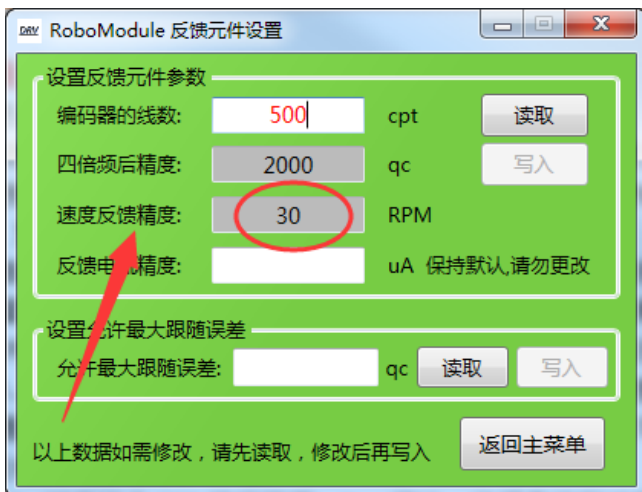 RoboModule 反馈元件设置
设置反馈元件参数
编码器的线数: 500 cpt 读取
四倍频后精度: 2000 qc 写入
速度反馈精度: 30 RPM
反馈电 精度: uA 保持默认,请勿更改
设置允许最大跟随误差
允许最大跟随误差: qc 读取 写入
以上数据如需修改，请先读取，修改后再写入 返回主菜单